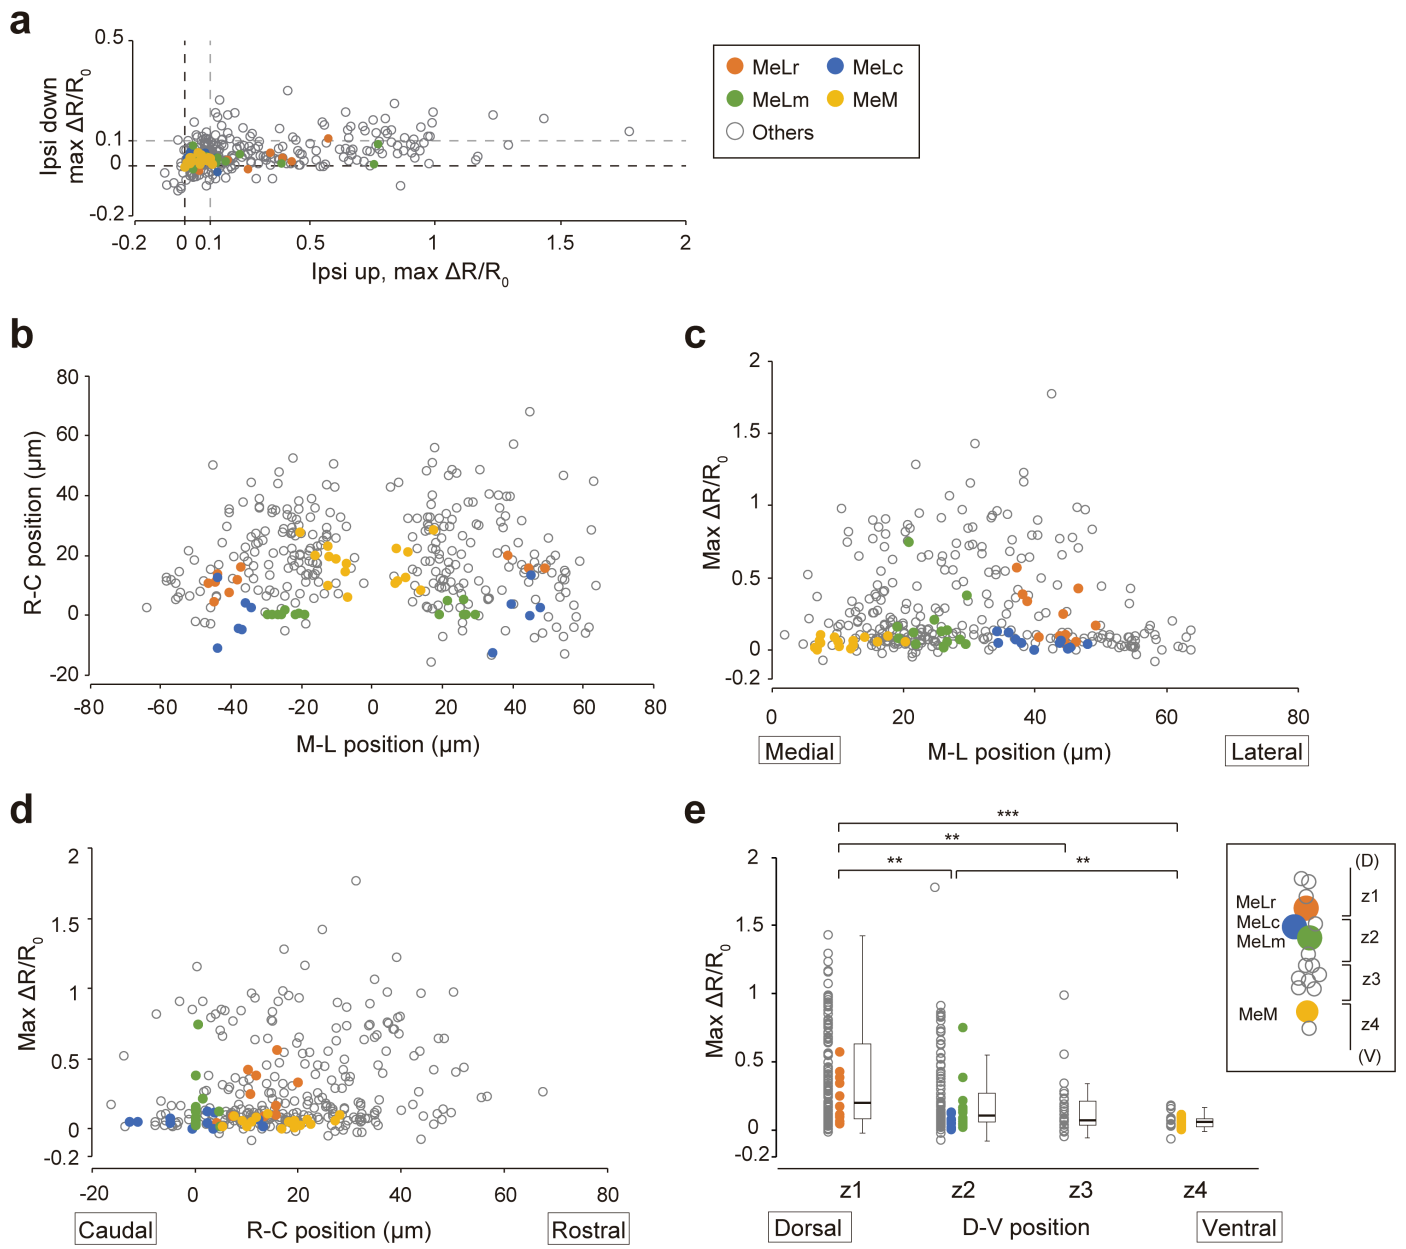 a
0.5
0.1
0
-0.2
Ipsi down
max ΔR/R0
-0.2 0 0.1 0.5 1 1.5 2
Ipsi up, max ΔR/R0
MeLr MeLc
MeLm MeM
Others
b
80
60
40
20
0
-20
R-C position (µm)
-80 -60 -40 -20 0 20 40 60 80
M-L position (µm)
c
2
1.5
1
0.5
0
-0.2
Max ΔR/R0
0 20 40 60 80
Medial M-L position (µm) Lateral
d
2
1.5
1
0.5
0
-0.2
Max ΔR/R0
-20 0 20 40 60 80
Caudal R-C position (µm) Rostral
e
***
**
** **
2
1.5
1
0.5
0
-0.2
Max ΔR/R0
z1 z2 z3 z4
Dorsal D-V position Ventral
(D)
MeLr z1
MeLc
MeLm z2
z3
MeM z4
(V)